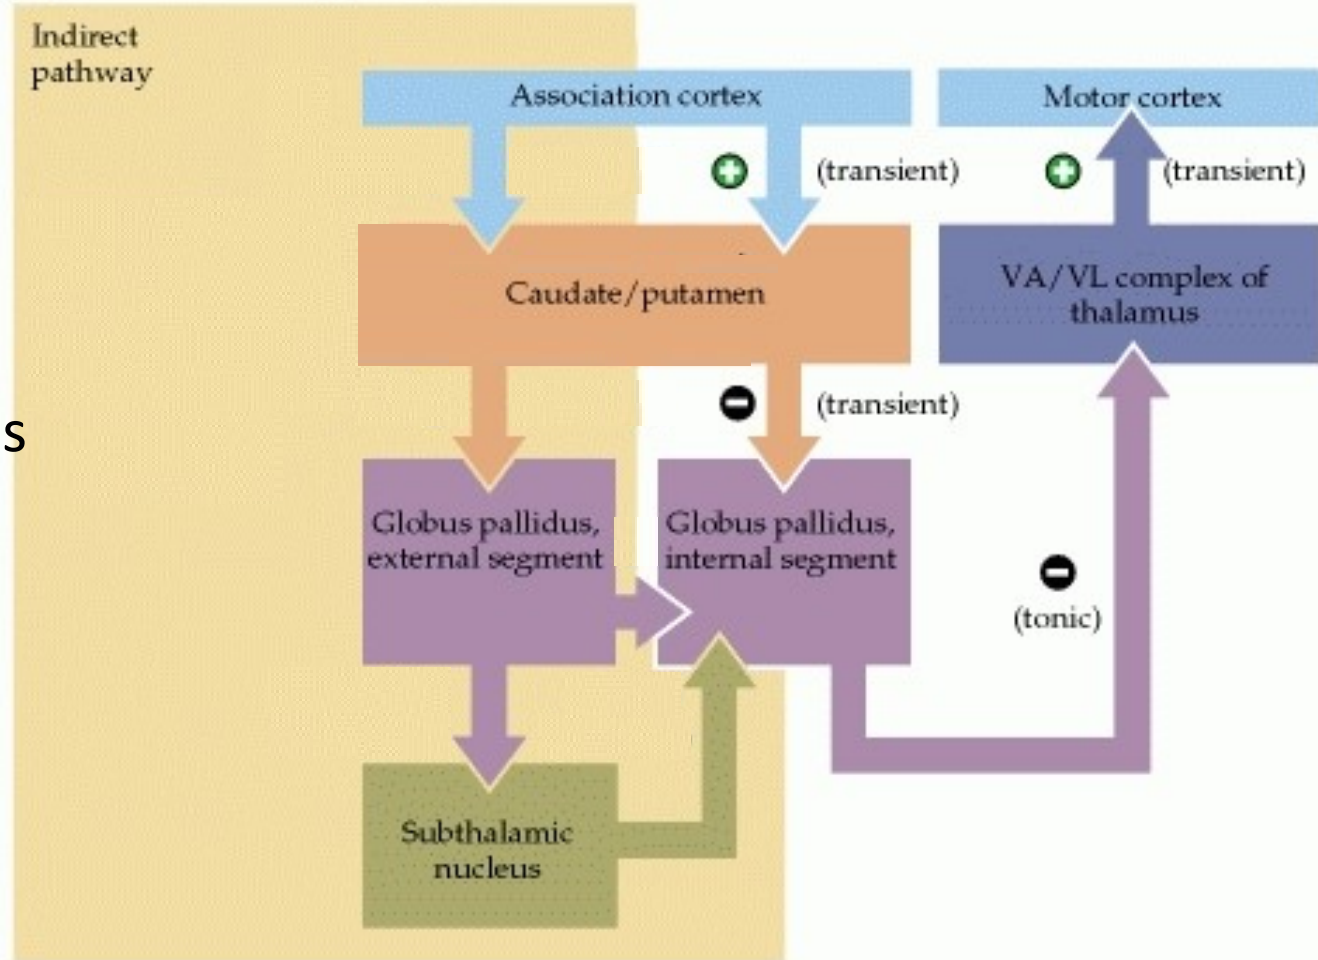 Indirect
pathway
Association cortex
Motor cortex
(transient)
(transient)
Caudate/putamen
VA/VL complex of
thalamus
(transient)
s
Globus pallidus,
external segment
Globus pallidus,
internal segment
(tonic)
Subthalamic
nucleus